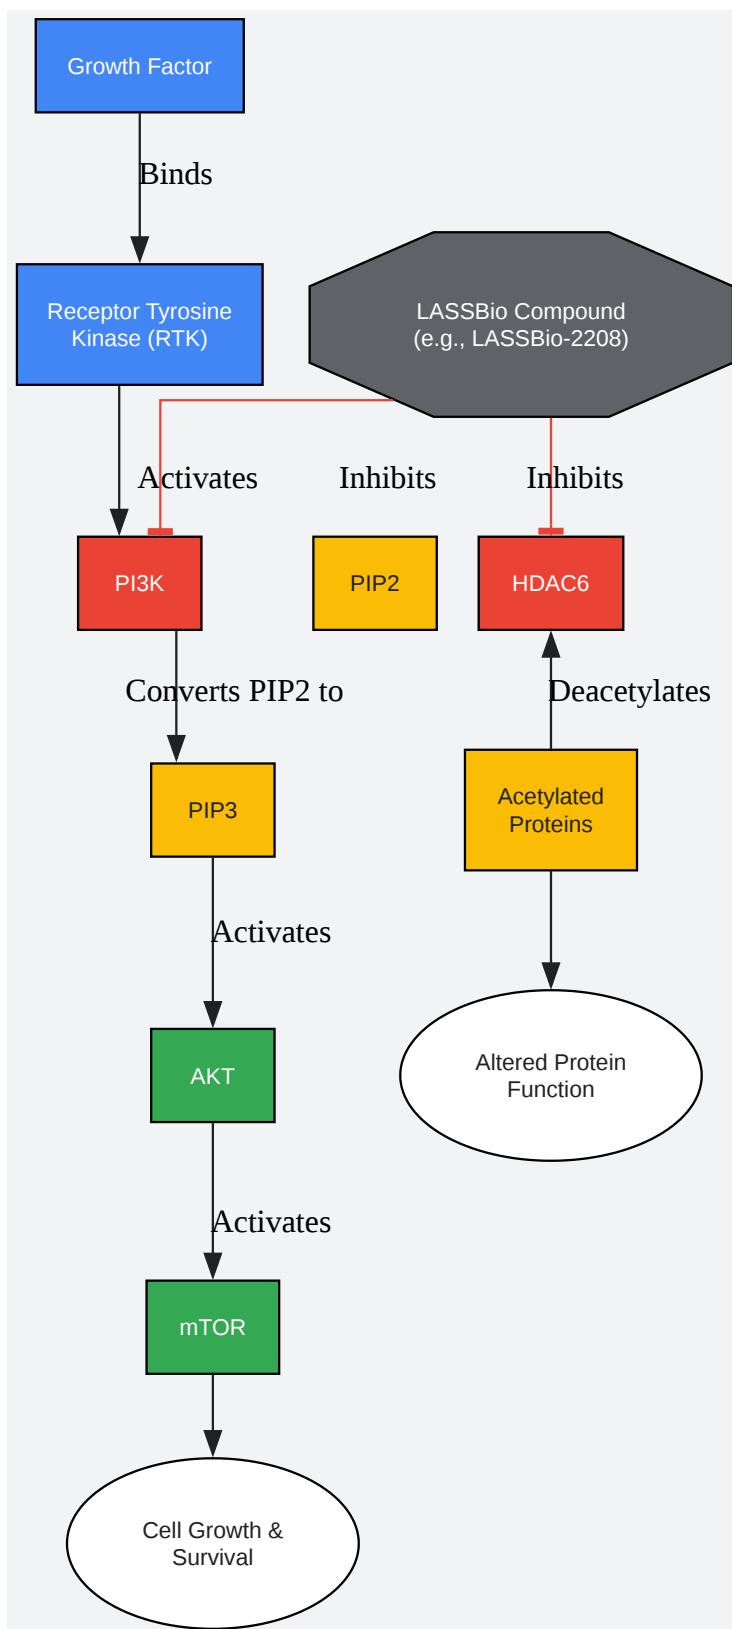 Growth Factor
Binds
Receptor Tyrosine
Kinase (RTK)
LASSBio Compound
(e.g., LASSBio-2208)
Activates
Inhibits
Inhibits
PI3K
PIP2
HDAC6
Converts PIP2 to
Deacetylates
PIP3
Acetylated
Proteins
Activates
AKT
Altered Protein
Function
Activates
mTOR
Cell Growth &
Survival